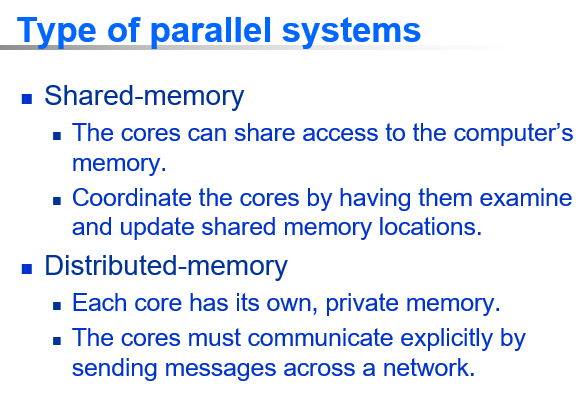 Type of parallel systems
Shared-memory
The cores can share access to the computer's
memory.
Coordinate the cores by having them examine
and update shared memory locations.
Distributed-memory
Each core has its own, private memory.
The cores must communicate explicitly by
sending messages across a network.